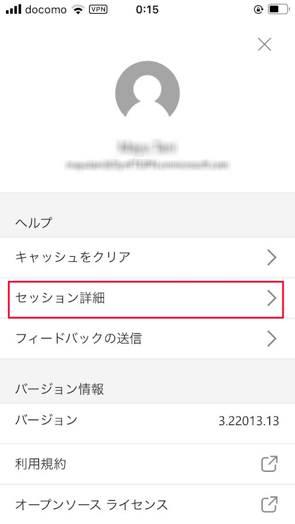 docomo VPN 0:15
ヘルプ
キャッシュをクリア
セッション詳細
フィードバックの送信
バージョン情報
バージョン 3.22013.13
利用規約
オープンソース ライセンス